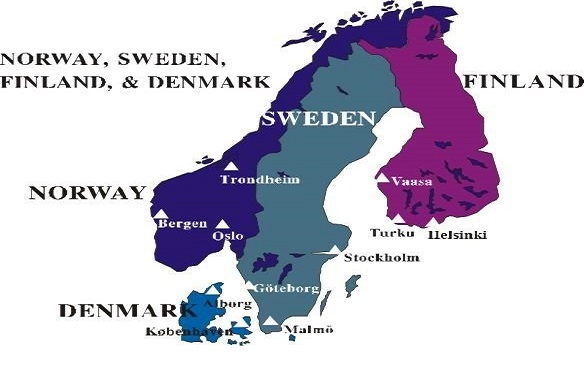 NORWAY, SWEDEN,
FINLAND, & DENMARK
FINLAND
SWEDEN
Trondheim
Vaasa
NORWAY
Bergen
Oslo
Turku
Helsinki
Stockholm
Göteborg
Alborg
DENMARK
København
Malmö